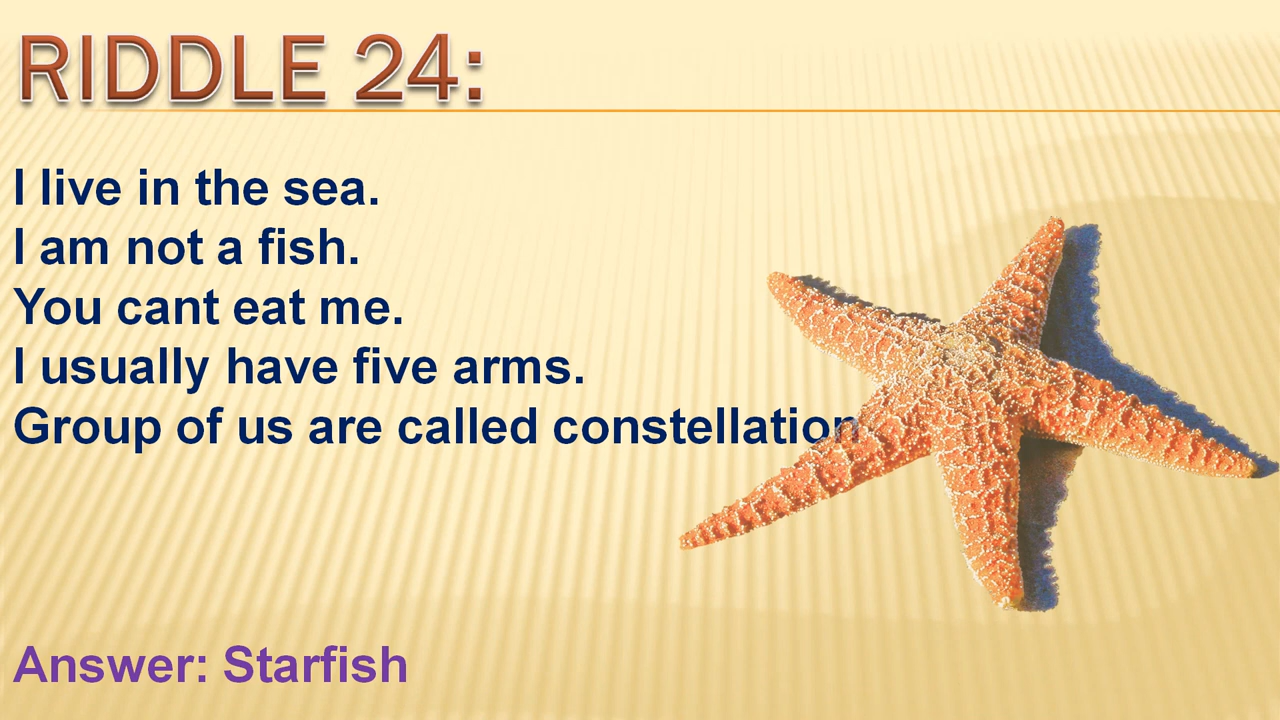 RIDDLE 24:
I live in the sea.
I am not a fish.
You cant eat me.
I usually have five arms.
Group of us are called constellation
Answer: Starfish